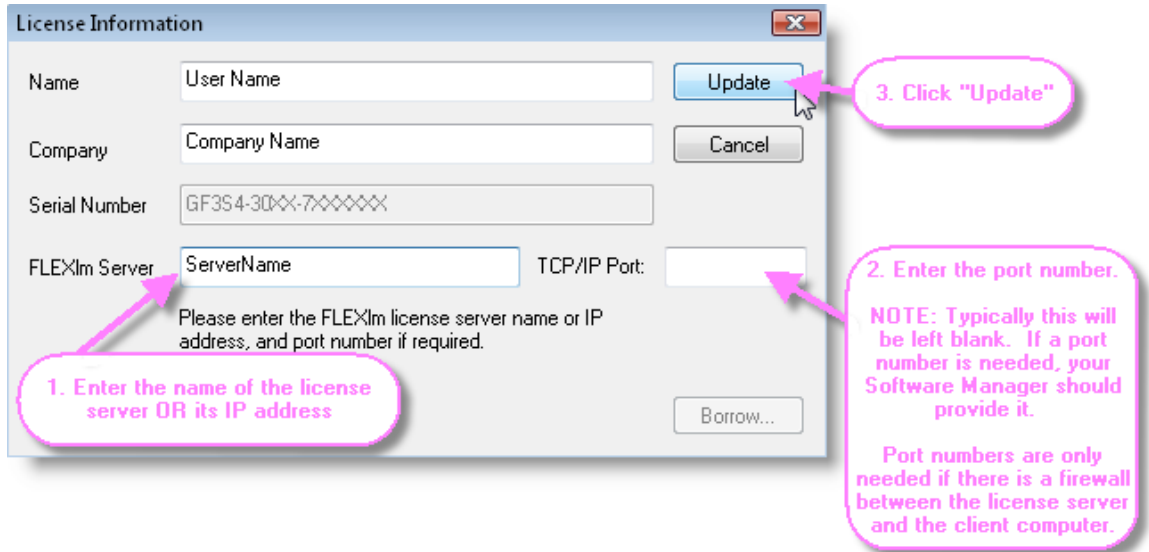 License Information
Name
User Name
Update
3. Click "Update"
Company
Company Name
Cancel
Serial Number
GF3S4-30XX-7XXXXXX
FLEXlm Server
ServerName
TCP/IP Port:
Please enter the FLEXlm license server name or IP
address, and port number if required.
1. Enter the name of the license
server OR its IP address
Borrow...
2. Enter the port number.
NOTE: Typically this will
be left blank. If a port
number is needed, your
Software Manager should
provide it.
Port numbers are only
needed if there is a firewall
between the license server
and the client computer.